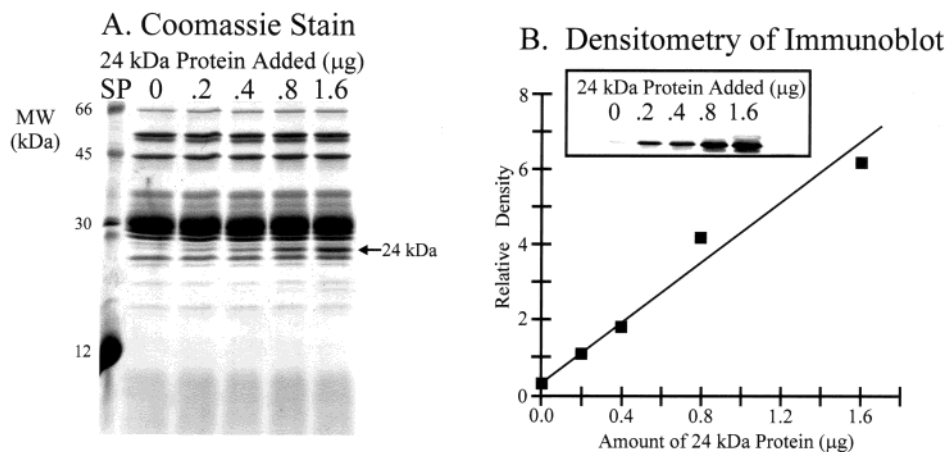 A. Coomassie Stain
24 kDa Protein Added (µg)
SP 0 .2 .4 .8 1.6
MW
(kDa)
66
45
30
12
24 kDa
B. Densitometry of Immunoblot
24 kDa Protein Added (µg)
0 .2 .4 .8 1.6
Relative Density
8
6
4
2
0
0.0 0.4 0.8 1.2 1.6
Amount of 24 kDa Protein (µg)